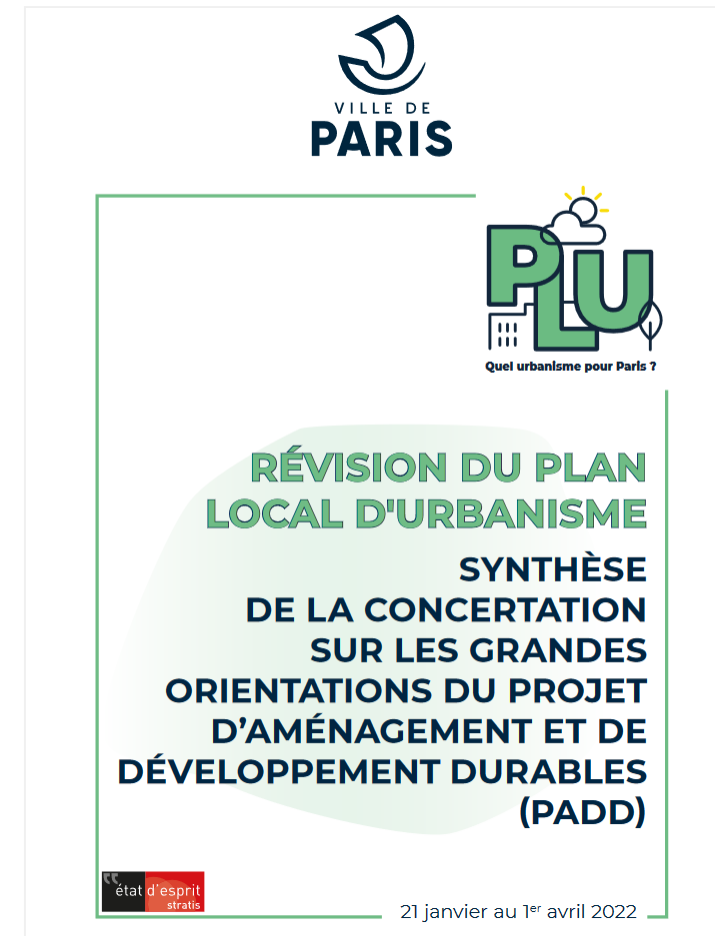 VILLE DE
PARIS
PLU
Quel urbanisme pour Paris ?
RÉVISION DU PLAN
LOCAL D'URBANISME
SYNTHÈSE
DE LA CONCERTATION
SUR LES GRANDES
ORIENTATIONS DU PROJET
D’AMÉNAGEMENT ET DE
DÉVELOPPEMENT DURABLES
(PADD)
état d'esprit
stratis
21 janvier au 1er avril 2022